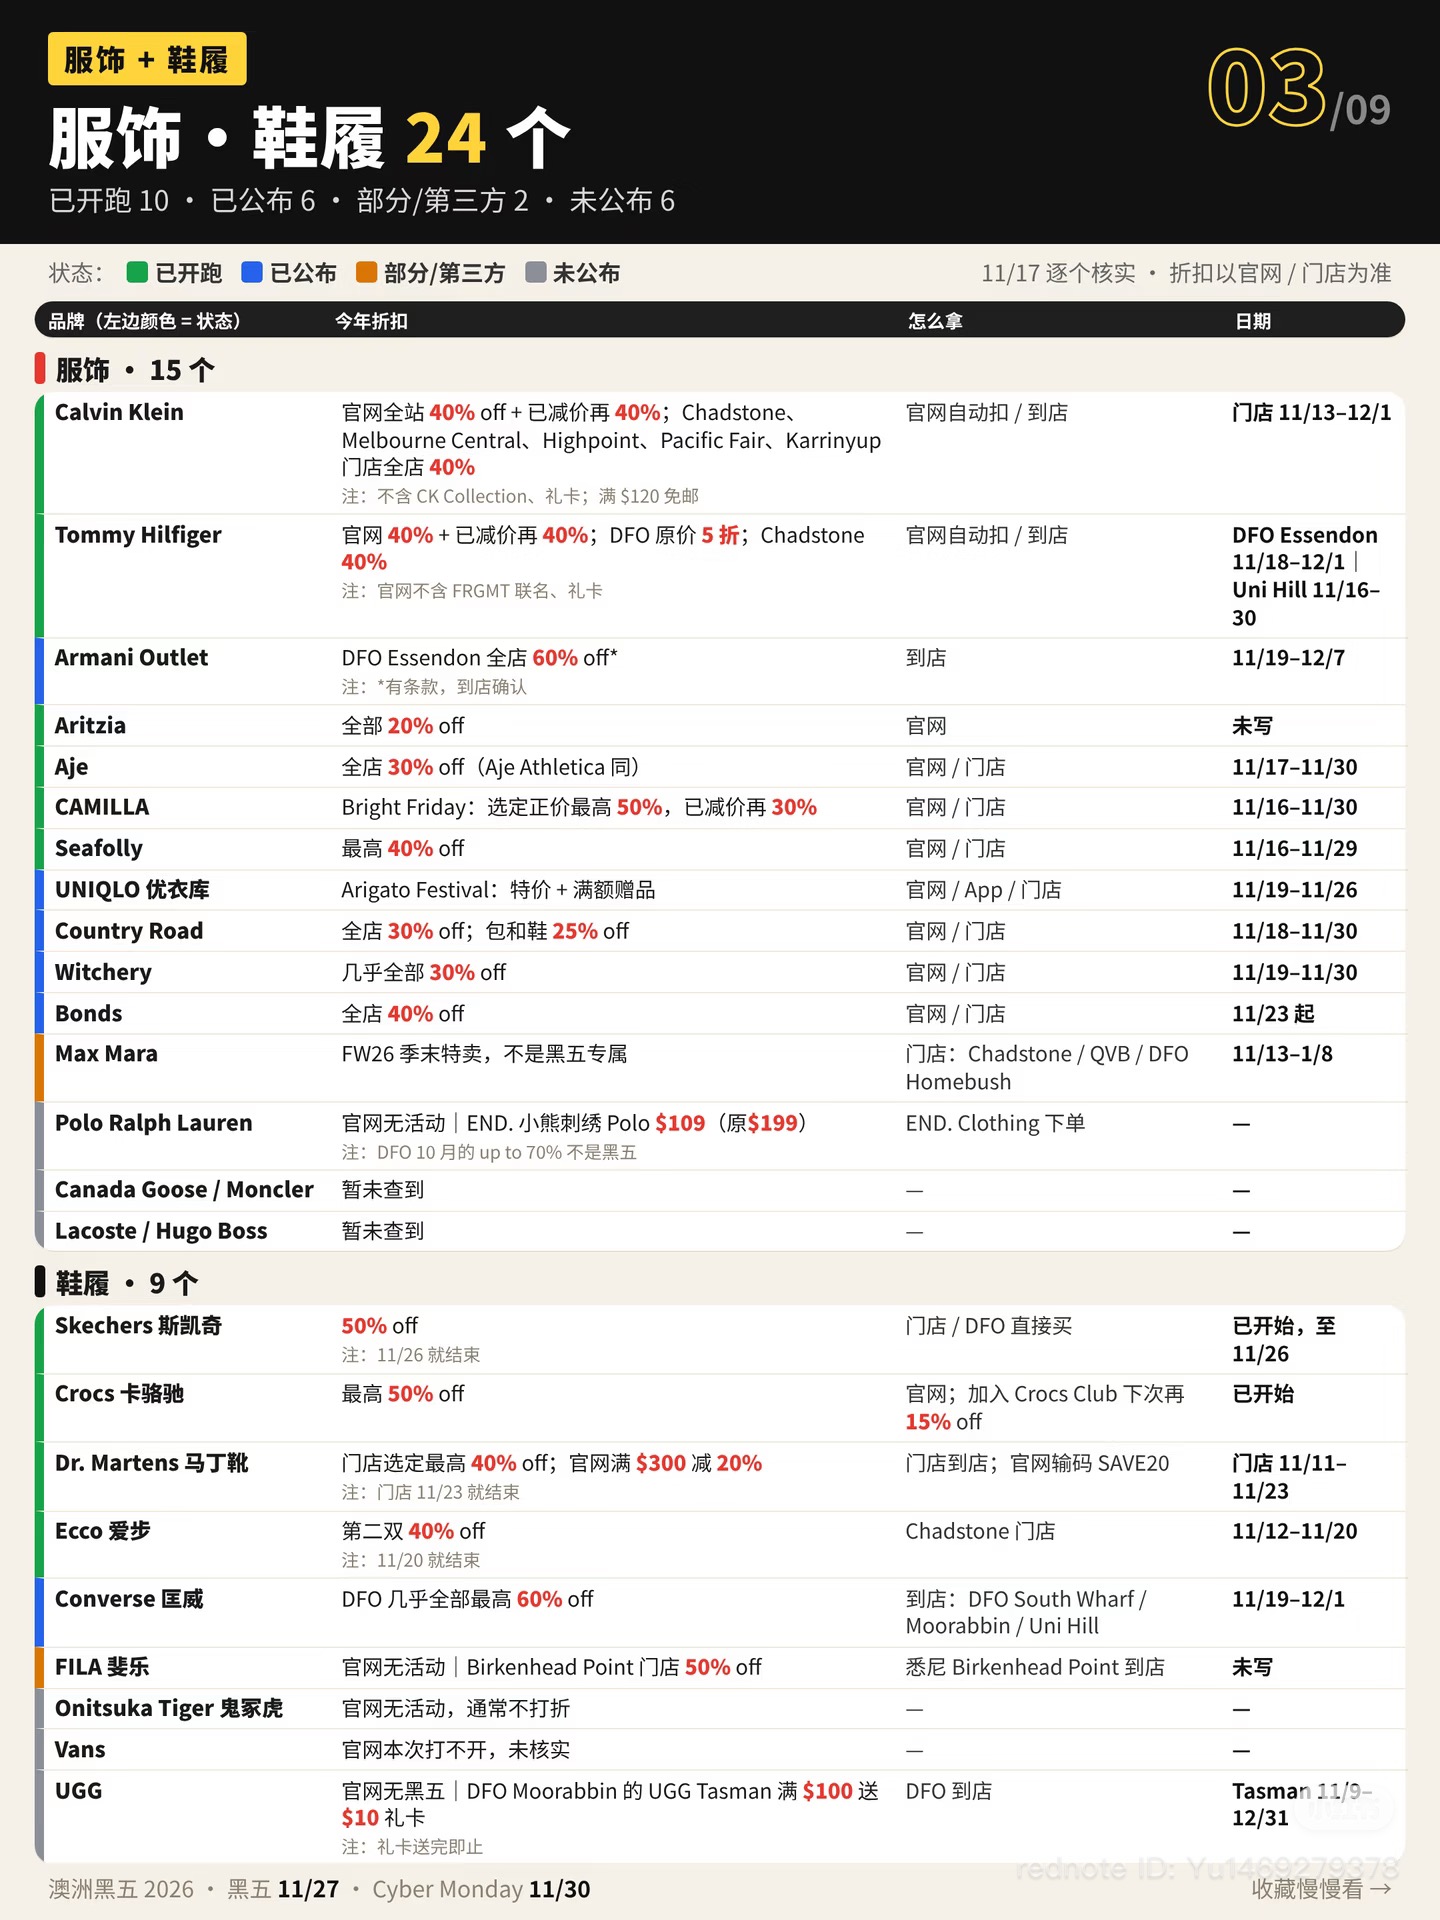 服饰 + 鞋履
03/09
服饰・鞋履 24 个
已开跑 10 · 已公布 6 · 部分/第三方 2 · 未公布 6
状态： 已开跑 已公布 部分/第三方 未公布 11/17 逐个核实 · 折扣以官网 / 门店为准
品牌（左边颜色 = 状态） 今年折扣 怎么拿 日期
服饰 · 15 个
Calvin Klein 官网全站 40% off + 已减价再 40%；Chadstone、 官网自动扣 / 到店 门店 11/13–12/1
Melbourne Central、Highpoint、Pacific Fair、Karrinyup
门店全店 40%
注：不含 CK Collection、礼卡；满 $120 免邮
Tommy Hilfiger 官网 40% + 已减价再 40%；DFO 原价 5 折；Chadstone 官网自动扣 / 到店 DFO Essendon
40% 11/18–12/1｜
注：官网不含 FRGMT 联名、礼卡 Uni Hill 11/16–
30
Armani Outlet DFO Essendon 全店 60% off* 到店 11/19–12/7
注：*有条款，到店确认
Aritzia 全部 20% off 官网 未写
Aje 全店 30% off（Aje Athletica 同） 官网 / 门店 11/17–11/30
CAMILLA Bright Friday：选定正价最高 50%，已减价再 30% 官网 / 门店 11/16–11/30
Seafolly 最高 40% off 官网 / 门店 11/16–11/29
UNIQLO 优衣库 Arigato Festival：特价 + 满额赠品 官网 / App / 门店 11/19–11/26
Country Road 全店 30% off；包和鞋 25% off 官网 / 门店 11/18–11/30
Witchery 几乎全部 30% off 官网 / 门店 11/19–11/30
Bonds 全店 40% off 官网 / 门店 11/23 起
Max Mara FW26 季末特卖，不是黑五专属 门店：Chadstone / QVB / DFO 11/13–1/8
Homebush
Polo Ralph Lauren 官网无活动｜END. 小熊刺绣 Polo $109（原$199） END. Clothing 下单 —
注：DFO 10 月的 up to 70% 不是黑五
Canada Goose / Moncler 暂未查到 — —
Lacoste / Hugo Boss 暂未查到 — —
鞋履 · 9 个
Skechers 斯凯奇 50% off 门店 / DFO 直接买 已开始，至
注：11/26 就结束 11/26
Crocs 卡骆驰 最高 50% off 官网；加入 Crocs Club 下次再 已开始
15% off
Dr. Martens 马丁靴 门店选定最高 40% off；官网满 $300 减 20% 门店到店；官网输码 SAVE20 门店 11/11–
注：门店 11/23 就结束 11/23
Ecco 爱步 第二双 40% off Chadstone 门店 11/12–11/20
注：11/20 就结束
Converse 匡威 DFO 几乎全部最高 60% off 到店：DFO South Wharf / 11/19–12/1
Moorabbin / Uni Hill
FILA 斐乐 官网无活动｜Birkenhead Point 门店 50% off 悉尼 Birkenhead Point 到店 未写
Onitsuka Tiger 鬼冢虎 官网无活动，通常不打折 — —
Vans 官网本次打不开，未核实 — —
UGG 官网无黑五｜DFO Moorabbin 的 UGG Tasman 满 $100 送 DFO 到店 Tasman 11/9–
$10 礼卡 12/31
注：礼卡送完即止
rednote ID: Yu1469279378
澳洲黑五 2026 · 黑五 11/27 · Cyber Monday 11/30 收藏慢慢看 →